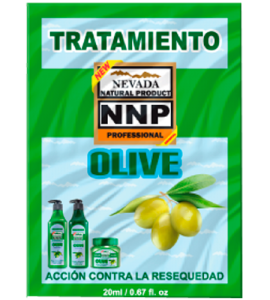 TRATAMIENTO
NEW
NEVADA
NATURAL PRODUCT
NNP
PROFESSIONAL
OLIVE
ACCIÓN CONTRA LA RESEQUEDAD
20ml / 0.67 fl. oz